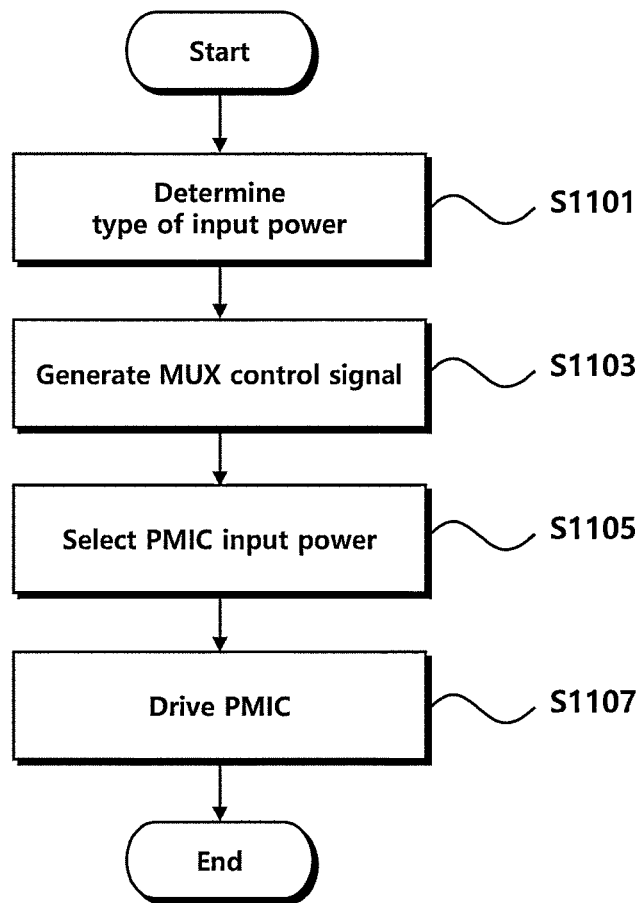 Start
Determine
type of input power
S1101
Generate MUX control signal
S1103
Select PMIC input power
S1105
Drive PMIC
S1107
End